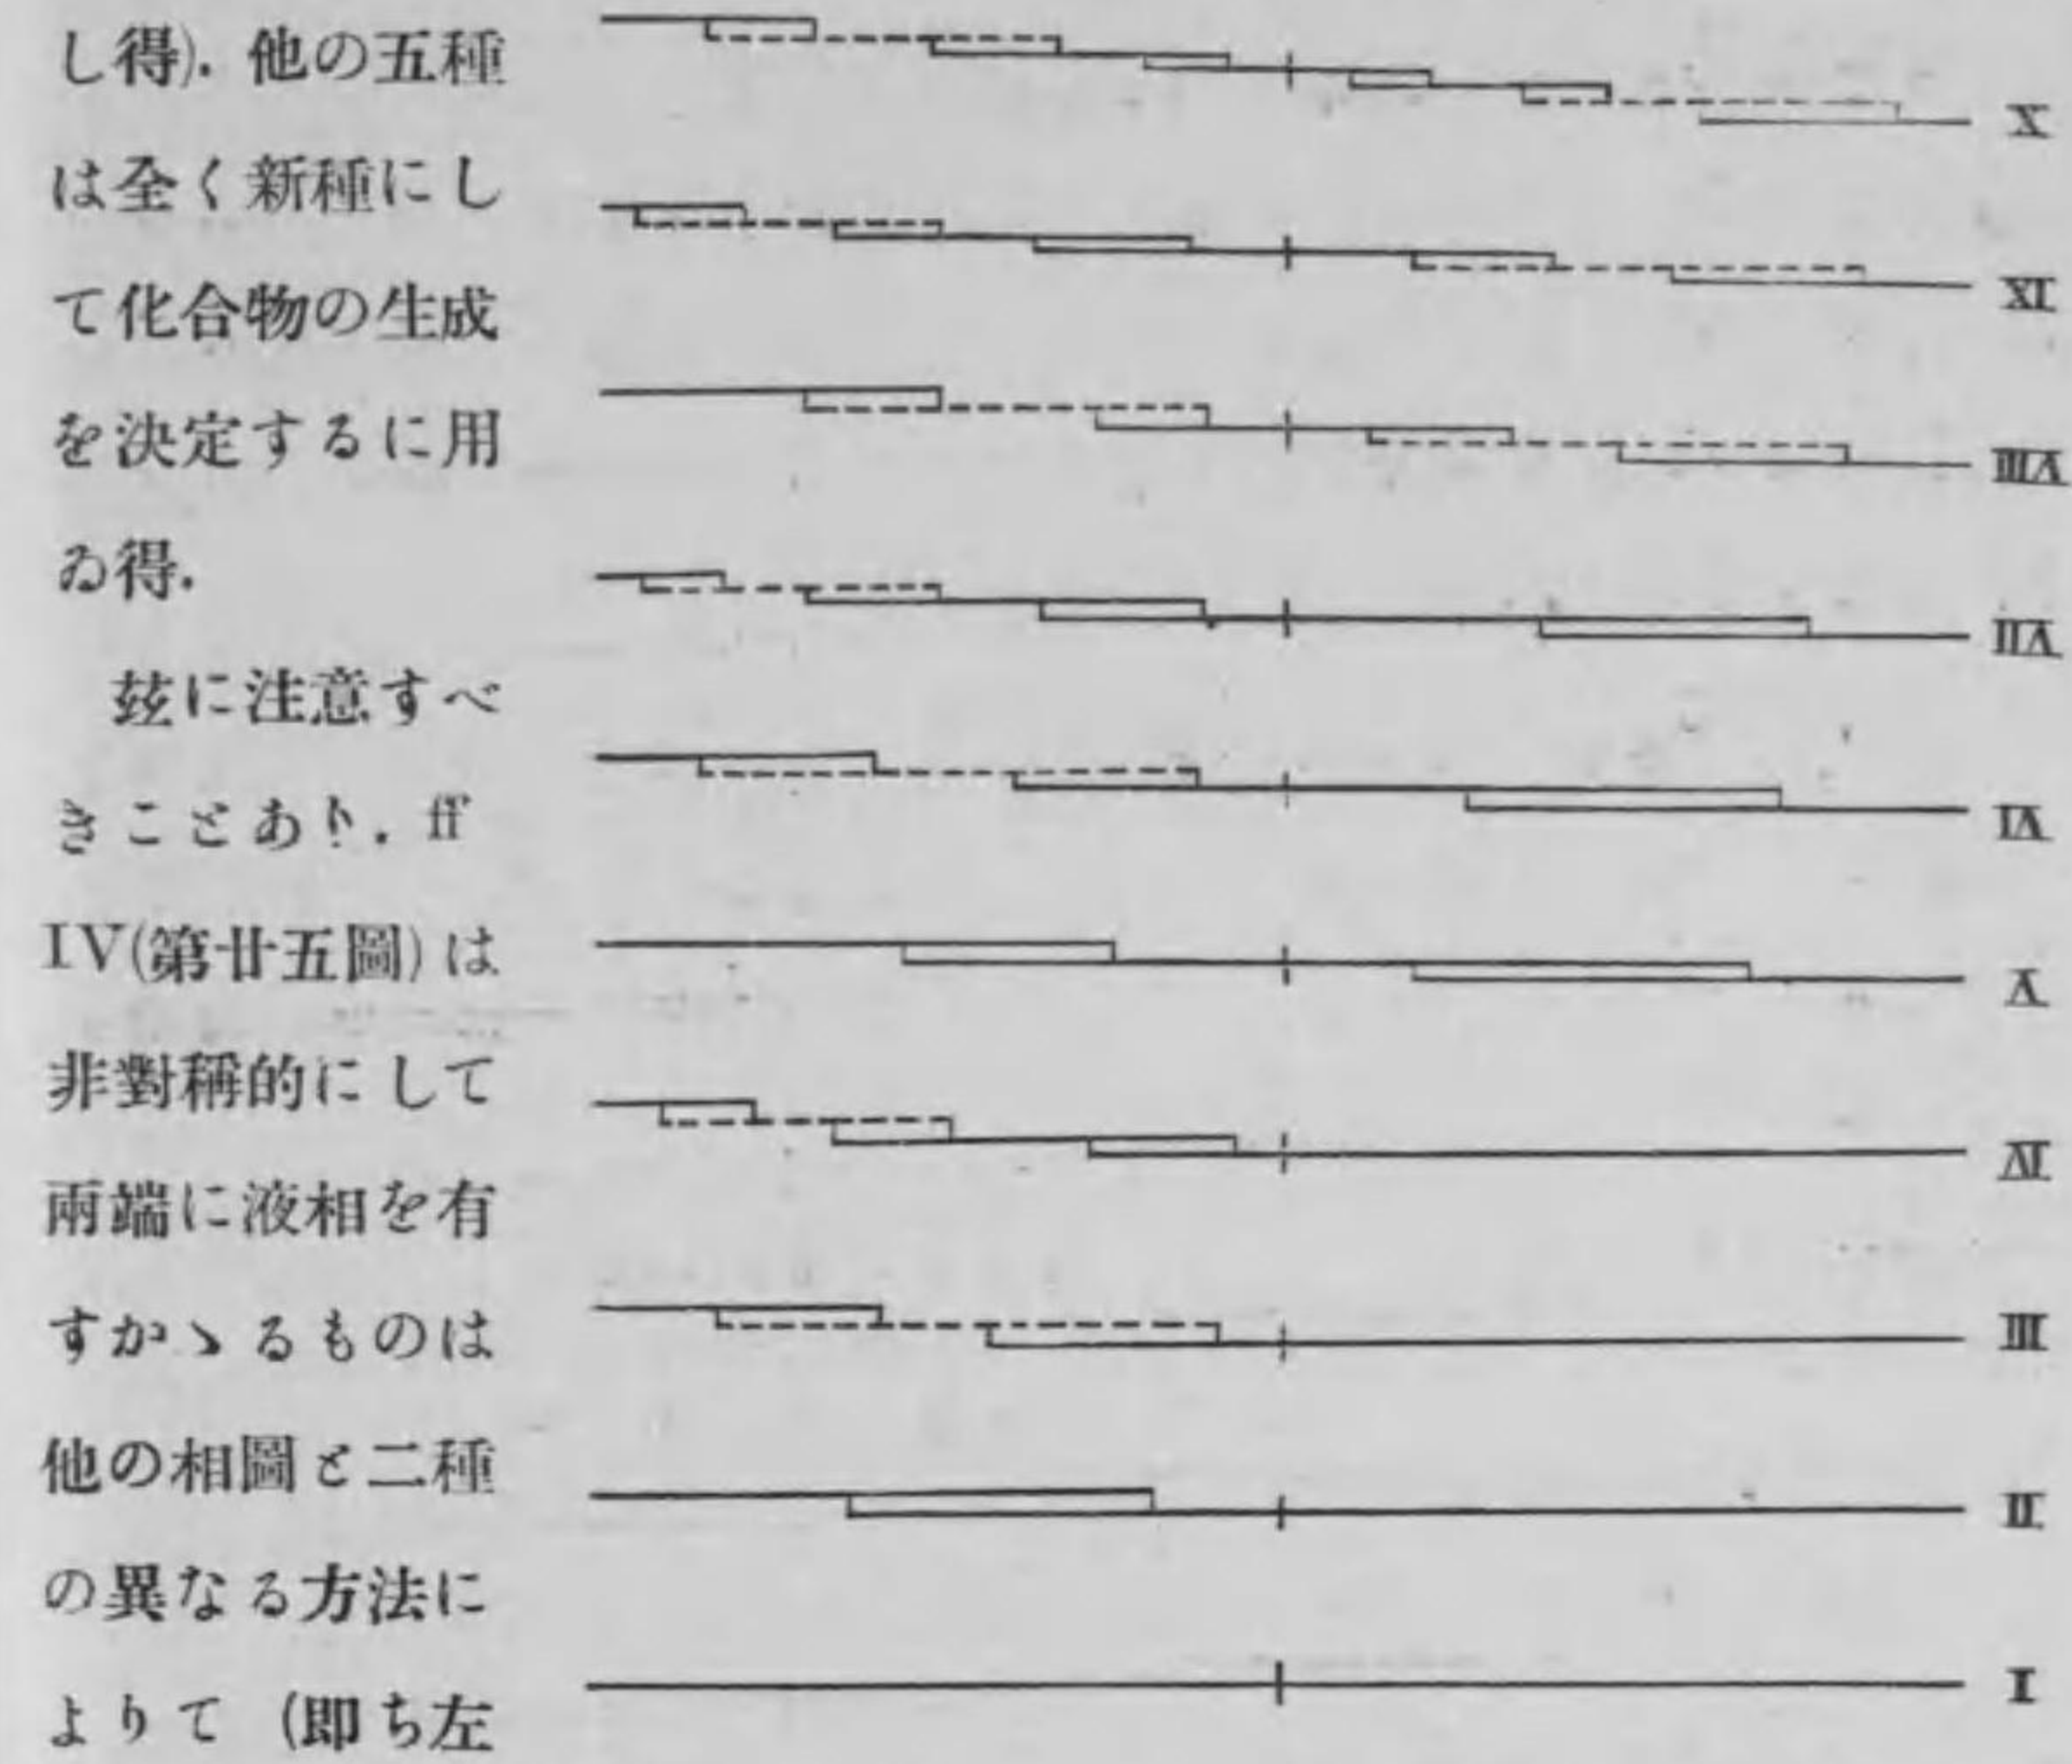 し得). 他の五種
は全く新種にし
て化合物の生成
を決定するに用
ゐ得.
玆に注意すべ
きことあり. ff
IV(第廿五圖) は
非對稱的にして
兩端に液相を有
すかゝるものは
他の相圖と二種
の異なる方法に
よりて (即ち左
X
IX
VIII
VII
VI
V
IV
III
II
I